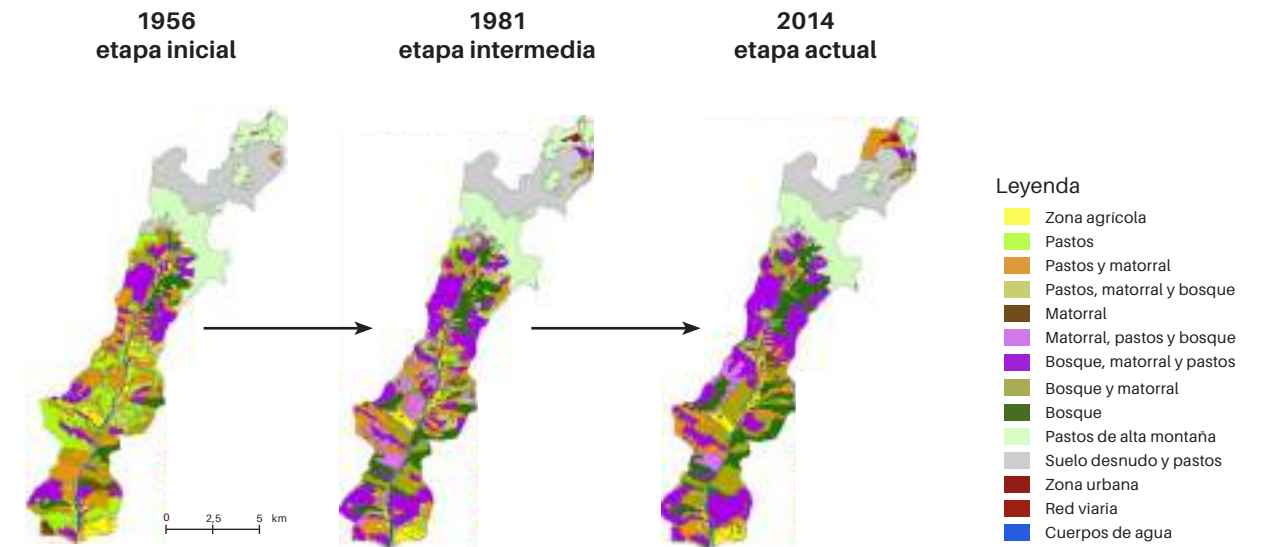 1956
etapa inicial
1981
etapa intermedia
2014
etapa actual
Leyenda
Zona agrícola
Pastos
Pastos y matorral
Pastos, matorral y bosque
Matorral
Matorral, pastos y bosque
Bosque, matorral y pastos
Bosque y matorral
Bosque
Pastos de alta montaña
Suelo desnudo y pastos
Zona urbana
Red viaria
Cuerpos de agua
0 2,5 5 km